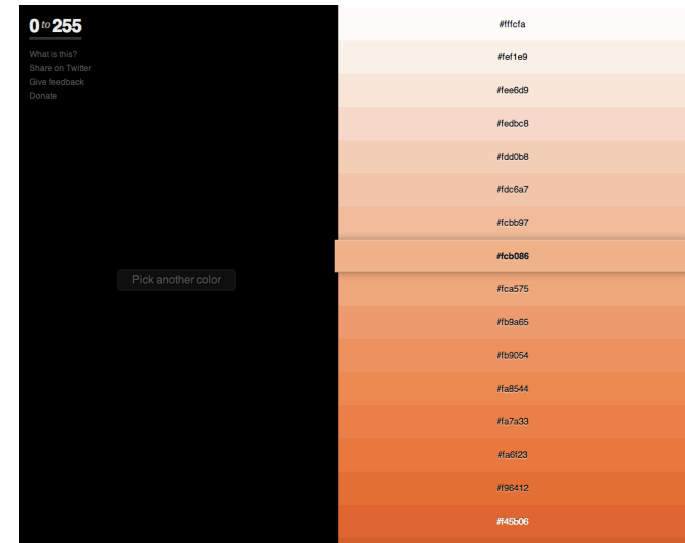 0 to 255
What is this?
Share on Twitter
Give feedback
Donate
Pick another color
#fffcfa
#fef1e9
#fee6d9
#fedbc8
#fdd0b8
#fdc6a7
#fcbb97
#fcb086
#fca575
#fb9a65
#fb9054
#fa8544
#fa7a33
#fa6f23
#f96412
#f45b06